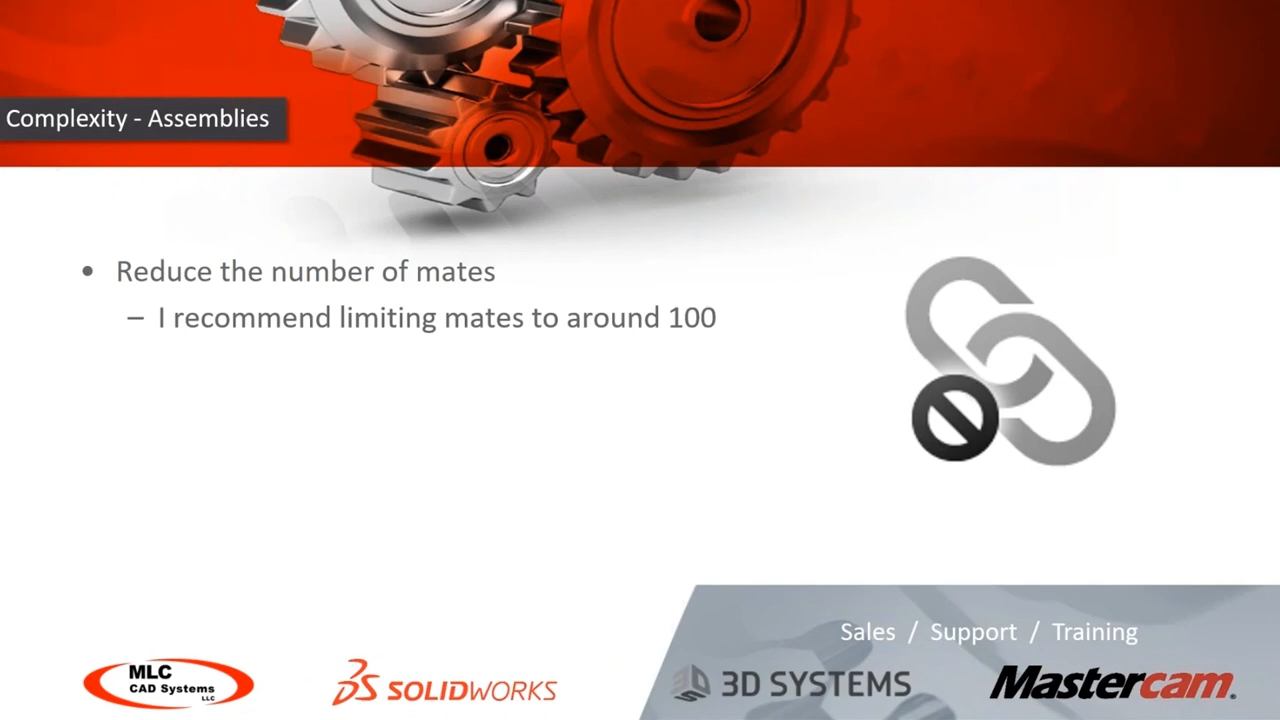 Complexity - Assemblies
• Reduce the number of mates
– I recommend limiting mates to around 100
Sales / Support / Training
MLC
CAD Systems
LLC
3DS SOLIDWORKS
3D SYSTEMS
Mastercam.